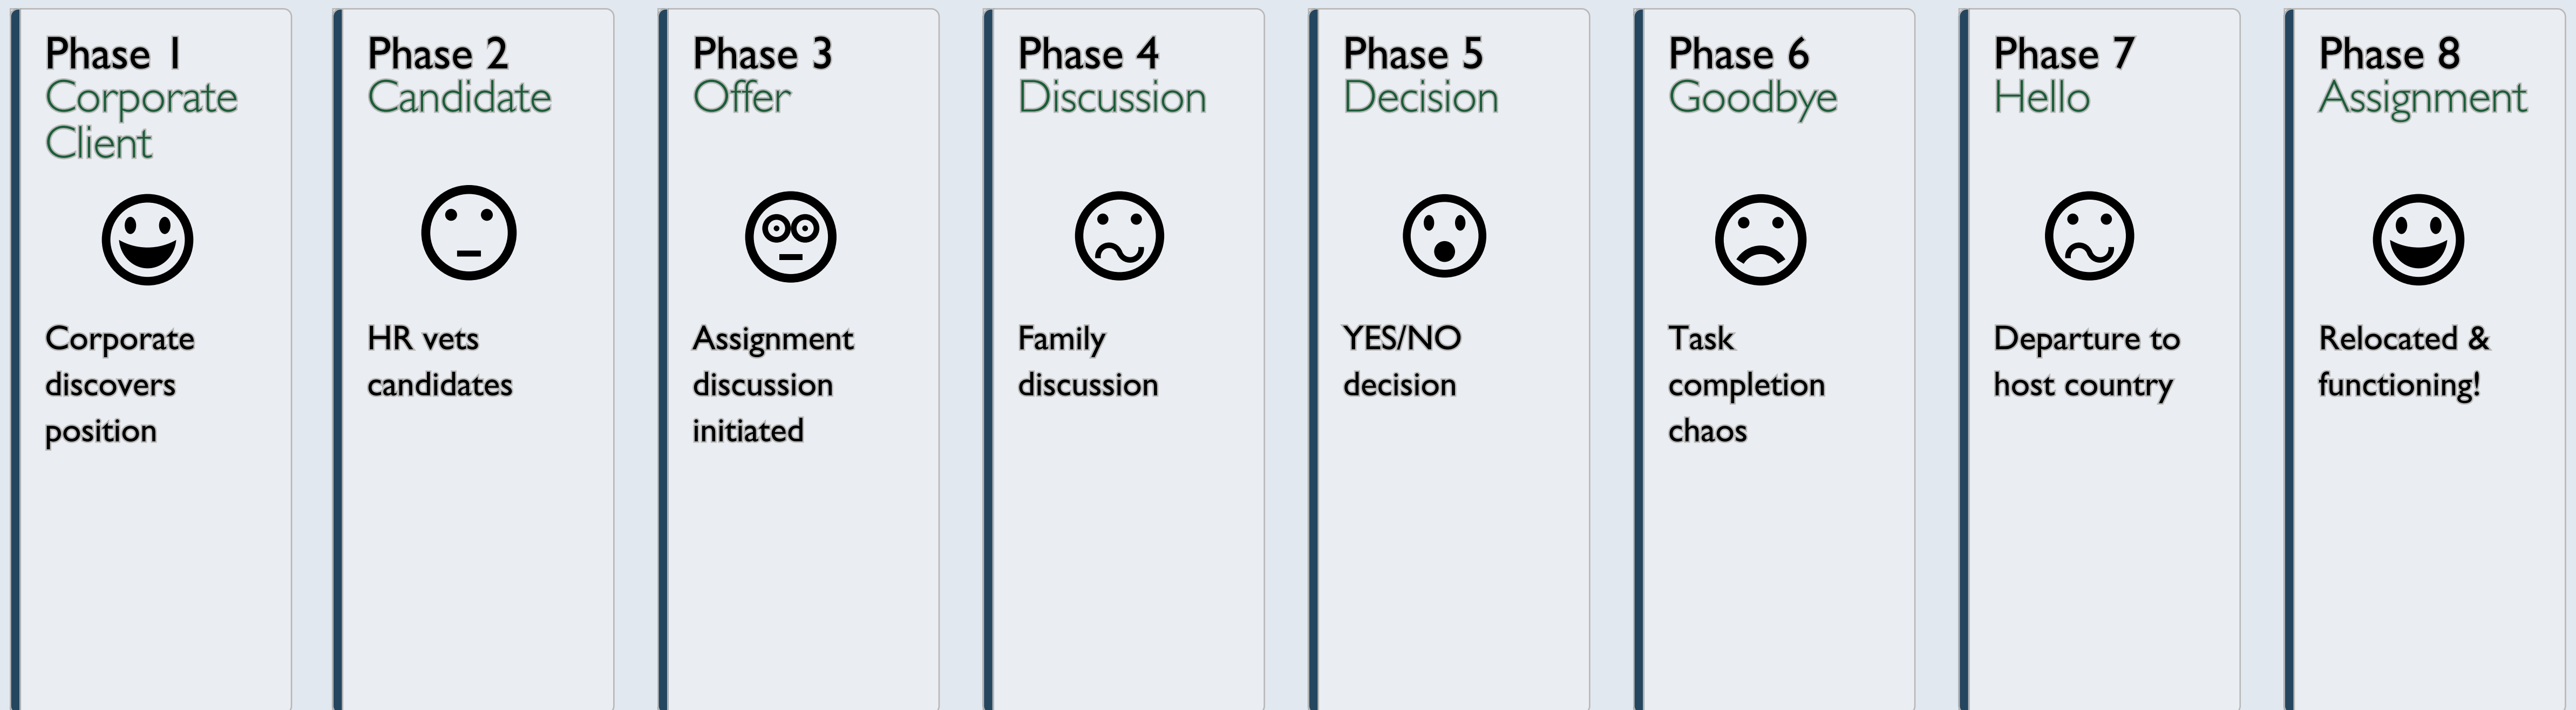 Phase 1
Corporate
Client
Corporate
discovers
position
Phase 2
Candidate
HR vets
candidates
Phase 3
Offer
Assignment
discussion
initiated
Phase 4
Discussion
Family
discussion
Phase 5
Decision
YES/NO
decision
Phase 6
Goodbye
Task
completion
chaos
Phase 7
Hello
Departure to
host country
Phase 8
Assignment
Relocated &
functioning!